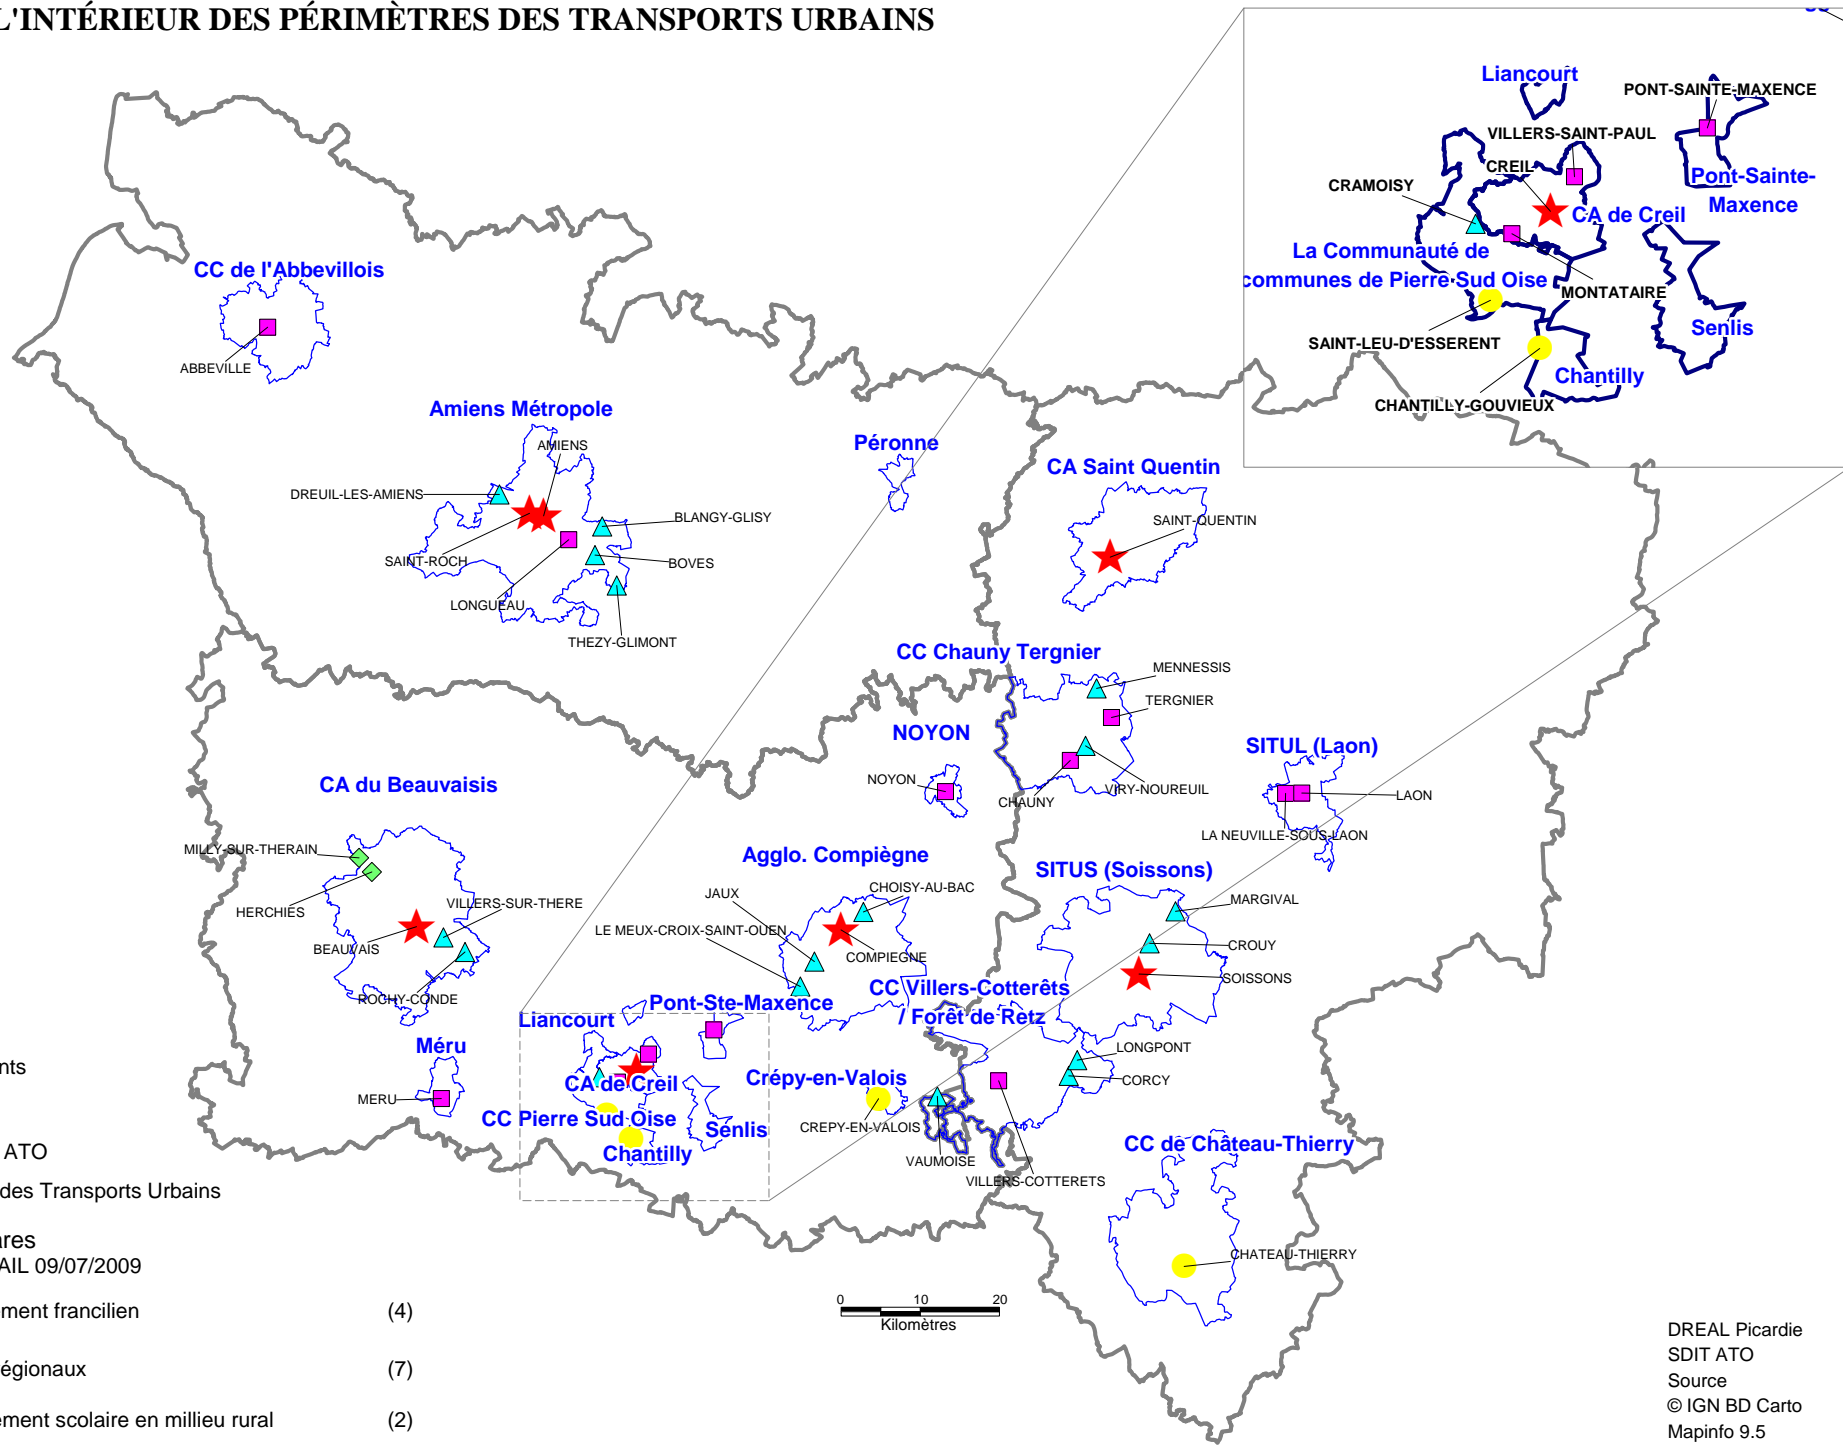 L'INTÉRIEUR DES PÉRIMÈTRES DES TRANSPORTS URBAINS
Liancourt
PONT-SAINTE-MAXENCE
VILLERS-SAINT-PAUL
CREIL
CRAMOISY
Pont-Sainte-
Maxence
CA de Creil
La Communauté de
communes de Pierre Sud Oise
MONTATAIRE
SAINT-LEU-D'ESSERENT
Senlis
Chantilly
CHANTILLY-GOUVIEUX
CC de l'Abbevillois
ABBEVILLE
Amiens Métropole
AMIENS
DREUIL-LES-AMIENS
BLANGY-GLISY
SAINT-ROCH
BOVES
LONGUEAU
THEZY-GLIMONT
Péronne
CA Saint Quentin
SAINT-QUENTIN
CC Chauny Tergnier
MENNESSIS
TERGNIER
NOYON
NOYON
CHAUNY
VIRY-NOUREUIL
SITUL (Laon)
LAON
LA NEUVILLE-SOUS-LAON
CA du Beauvaisis
MILLY-SUR-THERAIN
HERCHIES
VILLERS-SUR-THERE
BEAUVAIS
ROCHY-CONDE
Agglo. Compiègne
JAUX
CHOISY-AU-BAC
LE MEUX-CROIX-SAINT-OUEN
COMPIEGNE
SITUS (Soissons)
MARGIVAL
CROUY
SOISSONS
CC Villers-Cotterêts
/ Forêt de Retz
Pont-Ste-Maxence
Liancourt
Méru
MERU
CA de Creil
CC Pierre Sud Oise
Chantilly
Senlis
Crépy-en-Valois
CREPY-EN-VALOIS
VAUMOISE
VILLERS-COTTERETS
LONGPONT
CORCY
CC de Château-Thierry
CHATEAU-THIERRY
nts
ATO
des Transports Urbains
ares
AIL 09/07/2009
ement francilien (4)
égionaux (7)
ement scolaire en millieu rural (2)
0 10 20
Kilomètres
DREAL Picardie
SDIT ATO
Source
© IGN BD Carto
Mapinfo 9.5